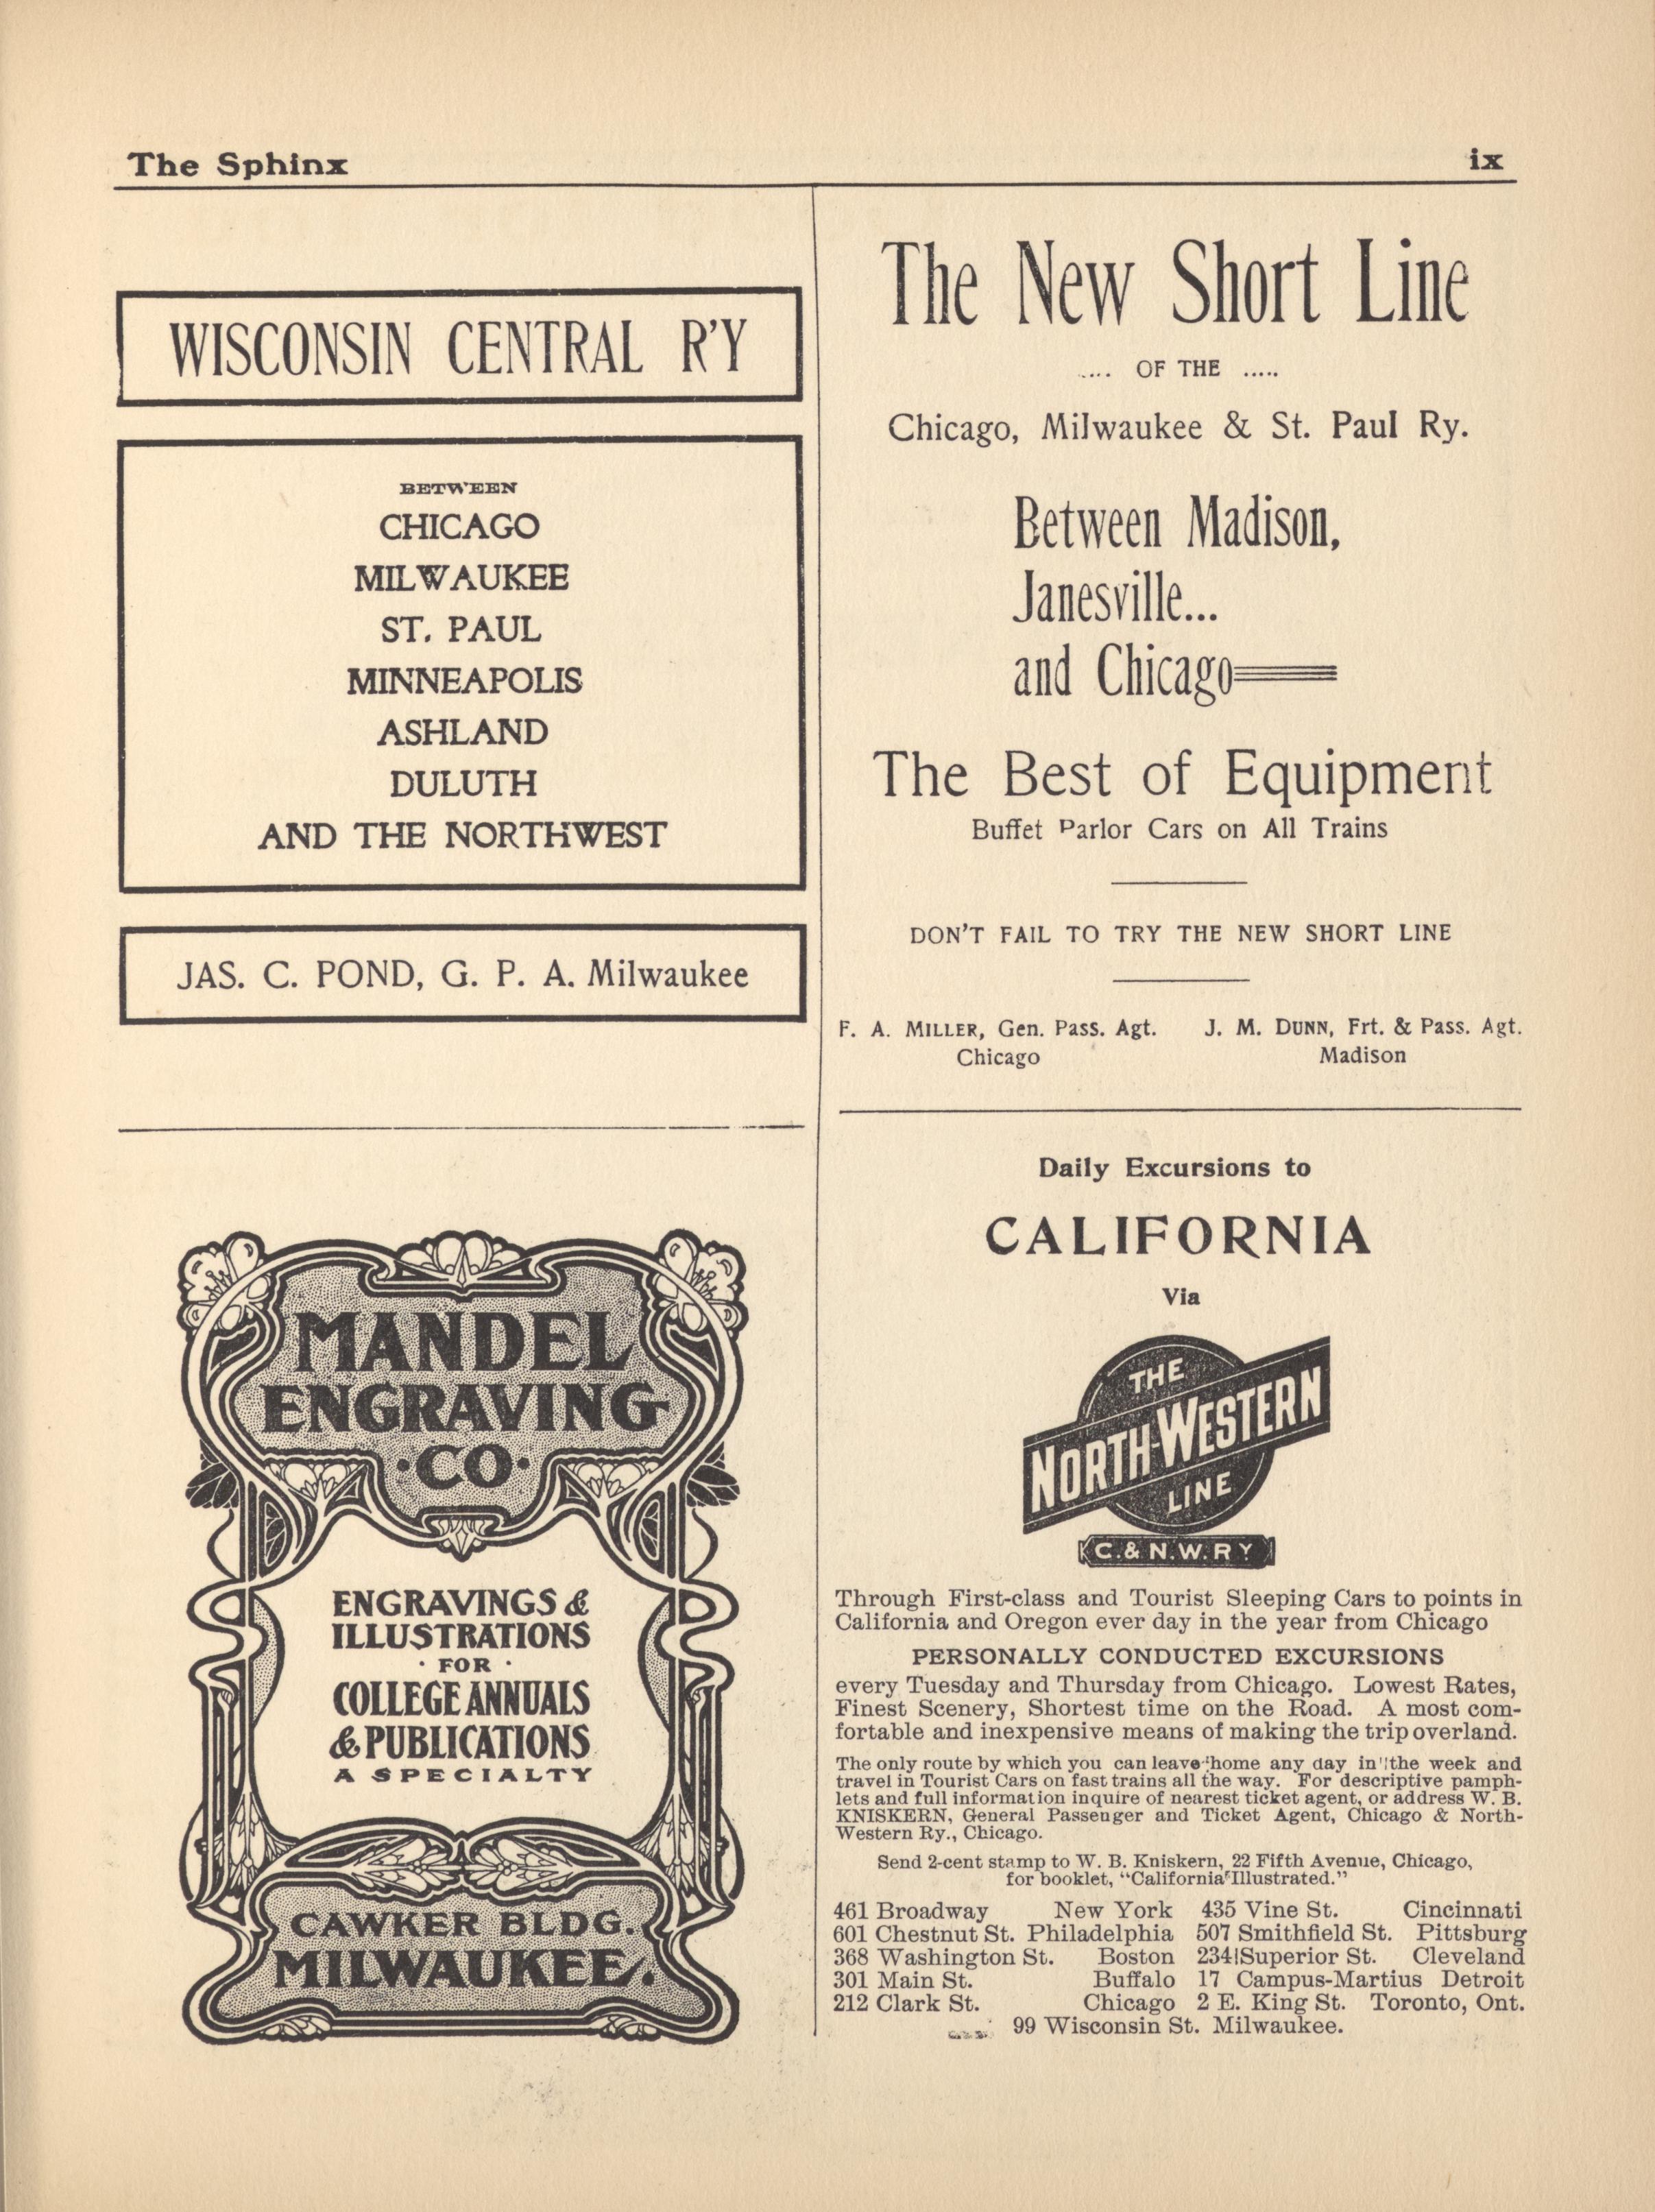 The Sphinx
ix
WISCONSIN CENTRAL R'Y
BETWEEN
CHICAGO
MILWAUKEE
ST. PAUL
MINNEAPOLIS
ASHLAND
DULUTH
AND THE NORTHWEST
JAS. C. POND, G. P. A. Milwaukee
MANDEL
ENGRAVING
·CO·
ENGRAVINGS &
ILLUSTRATIONS
· FOR ·
COLLEGE ANNUALS
& PUBLICATIONS
A SPECIALTY
CAWKER BLDG.
MILWAUKEE.
The New Short Line
.... OF THE .....
Chicago, Milwaukee & St. Paul Ry.
Between Madison,
Janesville...
and Chicago
The Best of Equipment
Buffet Parlor Cars on All Trains
DON'T FAIL TO TRY THE NEW SHORT LINE
F. A. MILLER, Gen. Pass. Agt. J. M. DUNN, Frt. & Pass. Agt.
Chicago Madison
Daily Excursions to
CALIFORNIA
Via
THE
NORTH-WESTERN
LINE
C. & N. W. RY
Through First-class and Tourist Sleeping Cars to points in
California and Oregon ever day in the year from Chicago
PERSONALLY CONDUCTED EXCURSIONS
every Tuesday and Thursday from Chicago. Lowest Rates,
Finest Scenery, Shortest time on the Road. A most com-
fortable and inexpensive means of making the trip overland.
The only route by which you can leave home any day in the week and
travel in Tourist Cars on fast trains all the way. For descriptive pamph-
lets and full information inquire of nearest ticket agent, or address W. B.
KNISKERN, General Passenger and Ticket Agent, Chicago & North-
Western Ry., Chicago.
Send 2-cent stamp to W. B. Kniskern, 22 Fifth Avenue, Chicago,
for booklet, "California Illustrated."
461 Broadway New York 435 Vine St. Cincinnati
601 Chestnut St. Philadelphia 507 Smithfield St. Pittsburg
368 Washington St. Boston 234 Superior St. Cleveland
301 Main St. Buffalo 17 Campus-Martius Detroit
212 Clark St. Chicago 2 E. King St. Toronto, Ont.
99 Wisconsin St. Milwaukee.